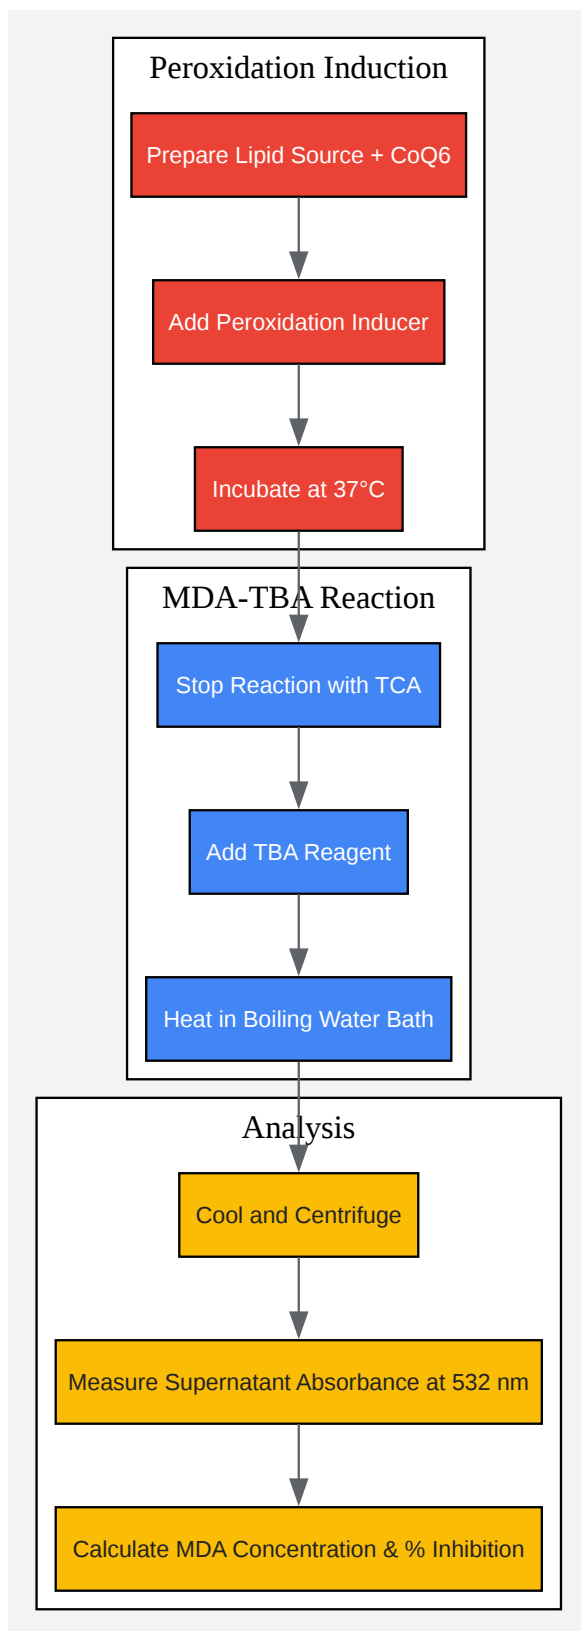 Peroxidation Induction
Prepare Lipid Source + CoQ6
Add Peroxidation Inducer
Incubate at 37°C
MDA-TBA Reaction
Stop Reaction with TCA
Add TBA Reagent
Heat in Boiling Water Bath
Analysis
Cool and Centrifuge
Measure Supernatant Absorbance at 532 nm
Calculate MDA Concentration & % Inhibition